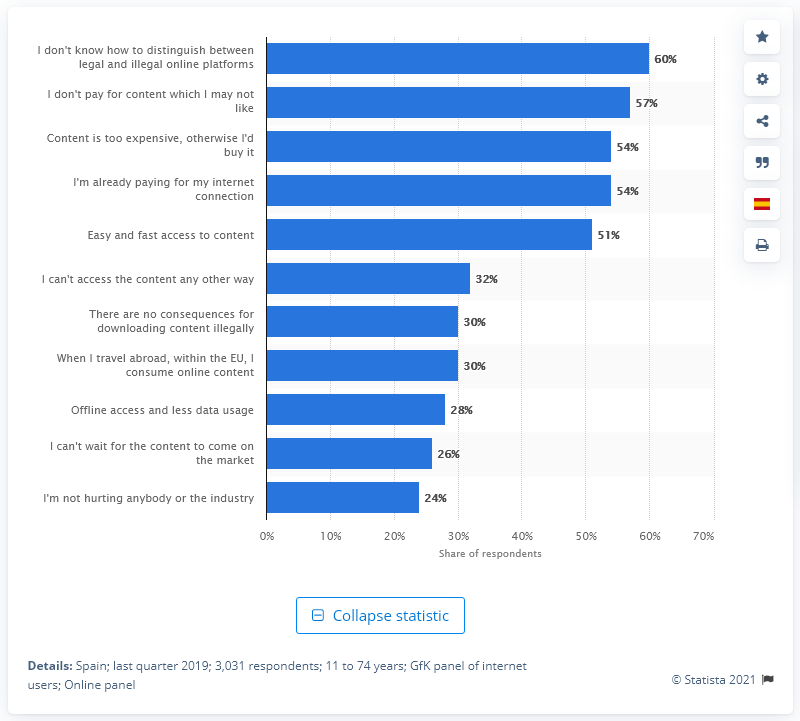 I don't know how to distinguish between
legal and illegal online platforms
60%
I don't pay for content which I may not
like
57%
Content is too expensive, otherwise I'd
buy it
54%
I'm already paying for my internet
connection
54%
Easy and fast access to content
51%
I can't access the content any other way
32%
There are no consequences for
downloading content illegally
30%
When I travel abroad, within the EU, I
consume online content
30%
Offline access and less data usage
28%
I can't wait for the content to come on
the market
26%
I'm not hurting anybody or the industry
24%
0% 10% 20% 30% 40% 50% 60% 70%
Share of respondents
Collapse statistic
Details: Spain; last quarter 2019; 3,031 respondents; 11 to 74 years; GfK panel of internet
users; Online panel
© Statista 2021